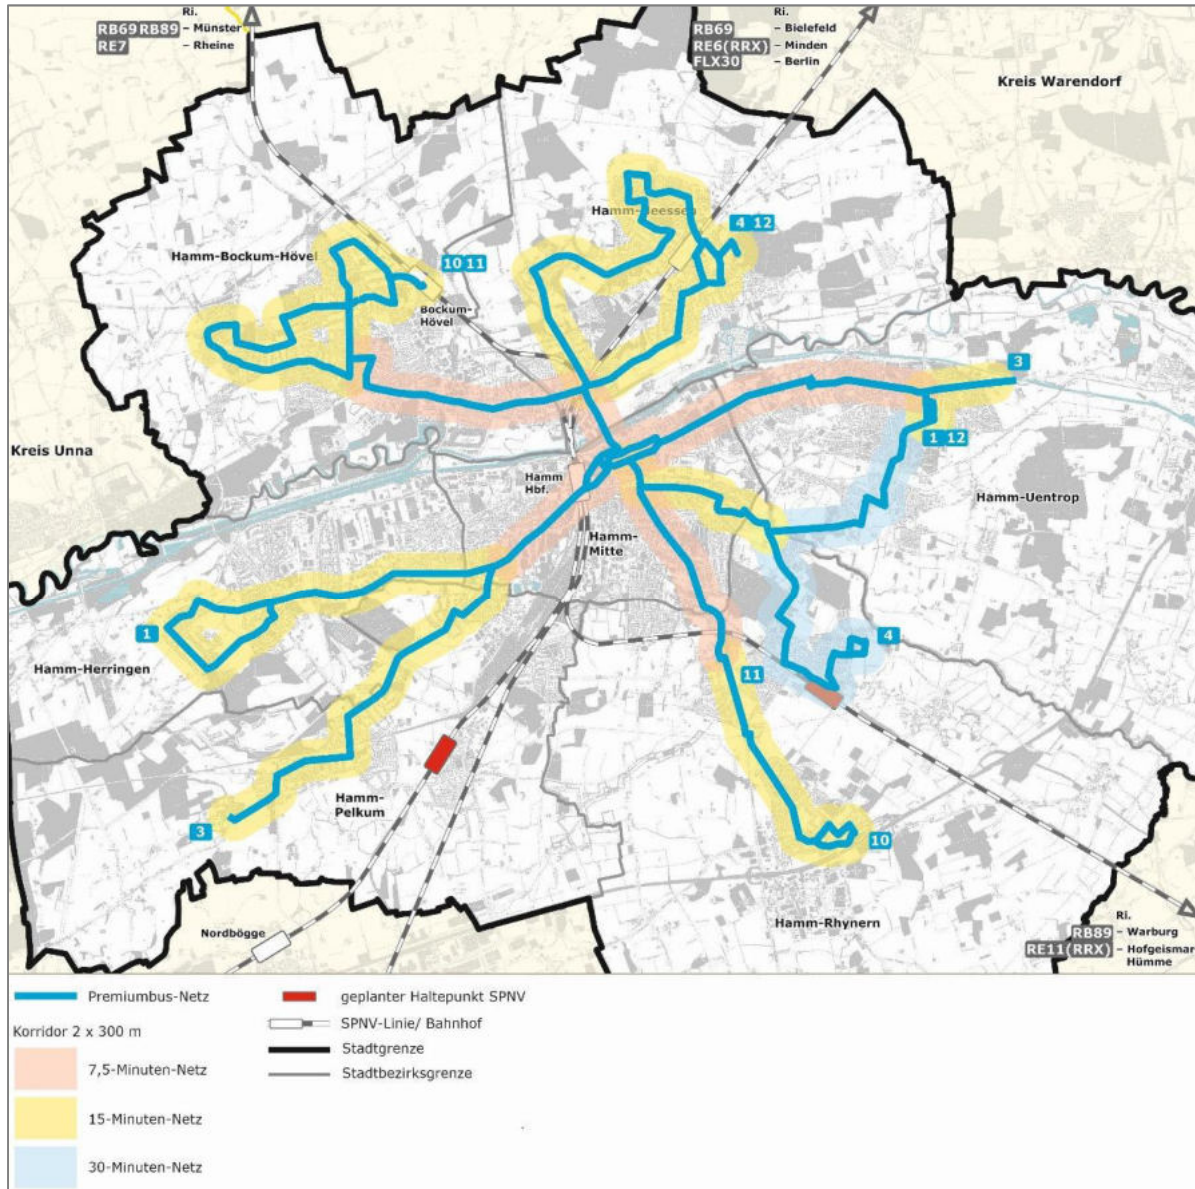 Ri.
RB69 RB89 – Münster
RE7 – Rheine
Ri.
RB69 – Bielefeld
RE6(RRX) – Minden
FLX30 – Berlin
Kreis Warendorf
Hamm-Heessen
4 12
Hamm-Bockum-Hövel
10 11
Bockum-
Hövel
3
1 12
Kreis Unna
Hamm
Hbf.
Hamm-Uentrop
Hamm-
Mitte
1
4
Hamm-Herringen
11
Hamm-
Pelkum
3
10
Hamm-Rhynern
Nordbögge
Ri.
RB89 – Warburg
RE11(RRX) – Hofgeismar
Hümme
Premiumbus-Netz
geplanter Haltepunkt SPNV
Korridor 2 x 300 m
SPNV-Linie/ Bahnhof
7,5-Minuten-Netz
Stadtgrenze
Stadtbezirksgrenze
15-Minuten-Netz
30-Minuten-Netz